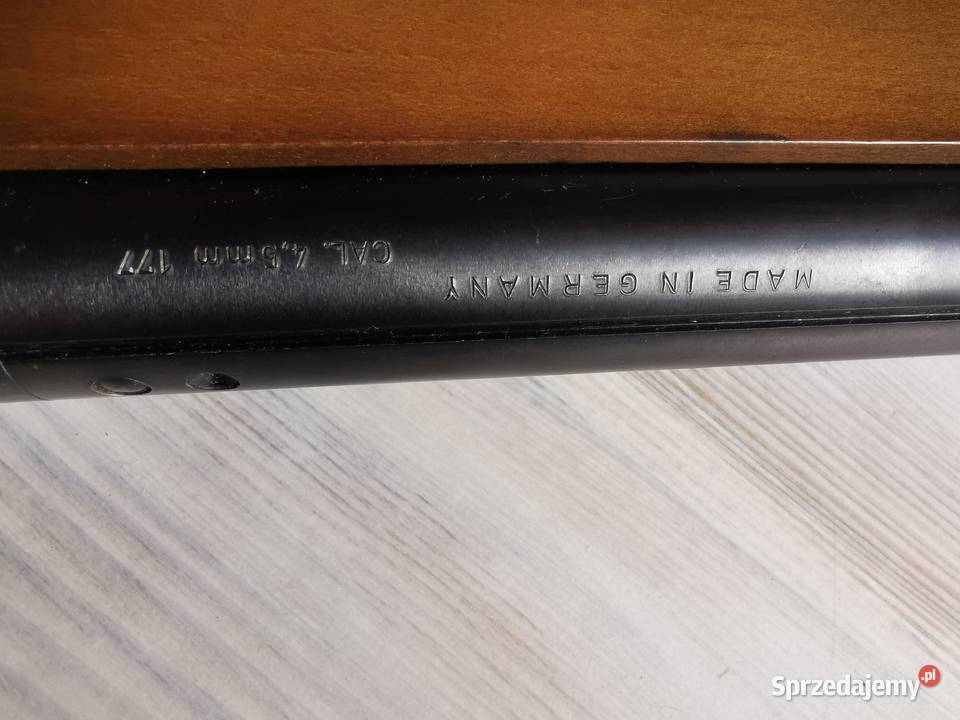 MADE IN GERMANY
CAL. 4,5mm 177
Sprzedajemy.pl